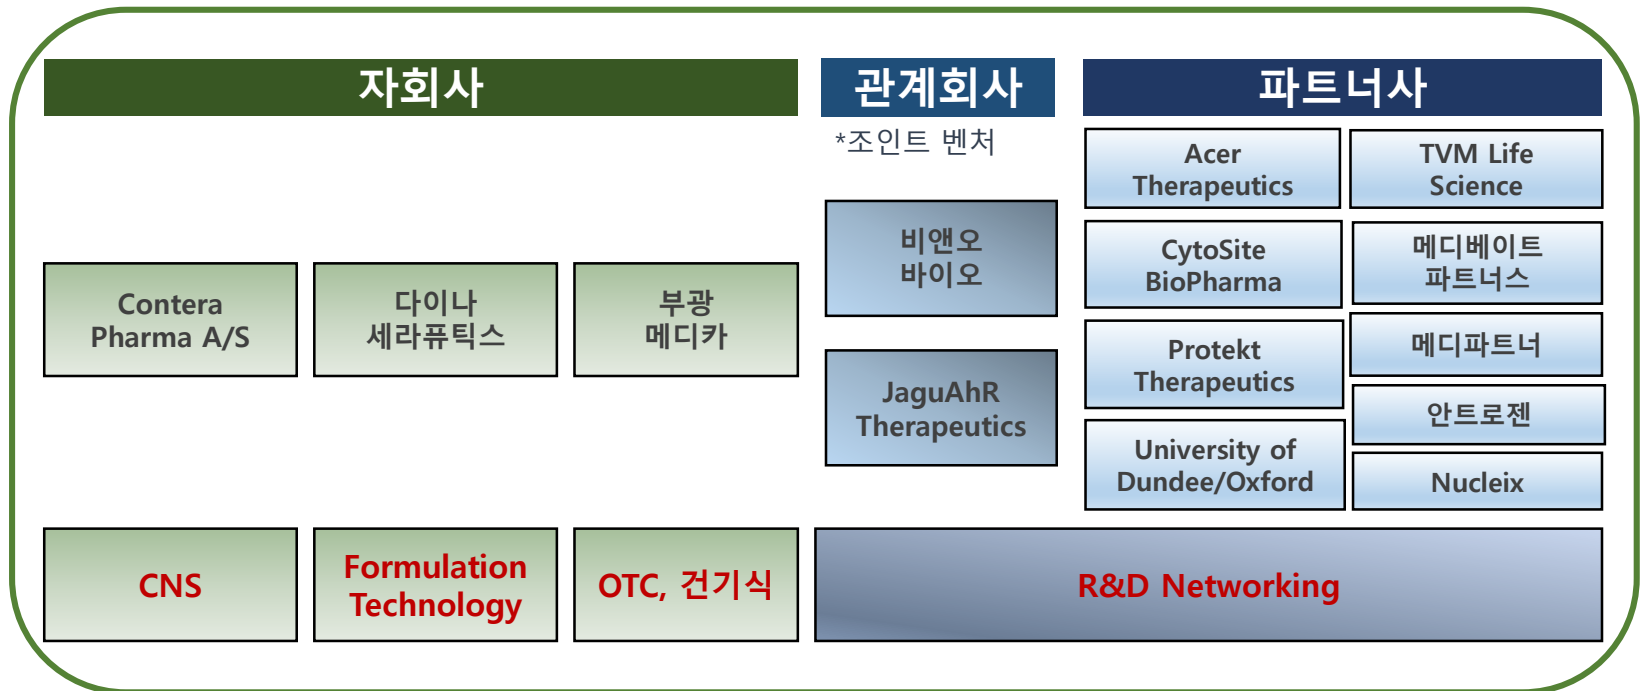 자회사
관계회사
파트너사
*조인트 벤처
Contera
Pharma A/S
다이나
세라퓨틱스
부광
메디카
비앤오
바이오
JaguAhR
Therapeutics
Acer
Therapeutics
TVM Life
Science
CytoSite
BioPharma
메디베이트
파트너스
Protekt
Therapeutics
메디파트너
안트로젠
University of
Dundee/Oxford
Nucleix
CNS
Formulation
Technology
OTC, 건기식
R&D Networking